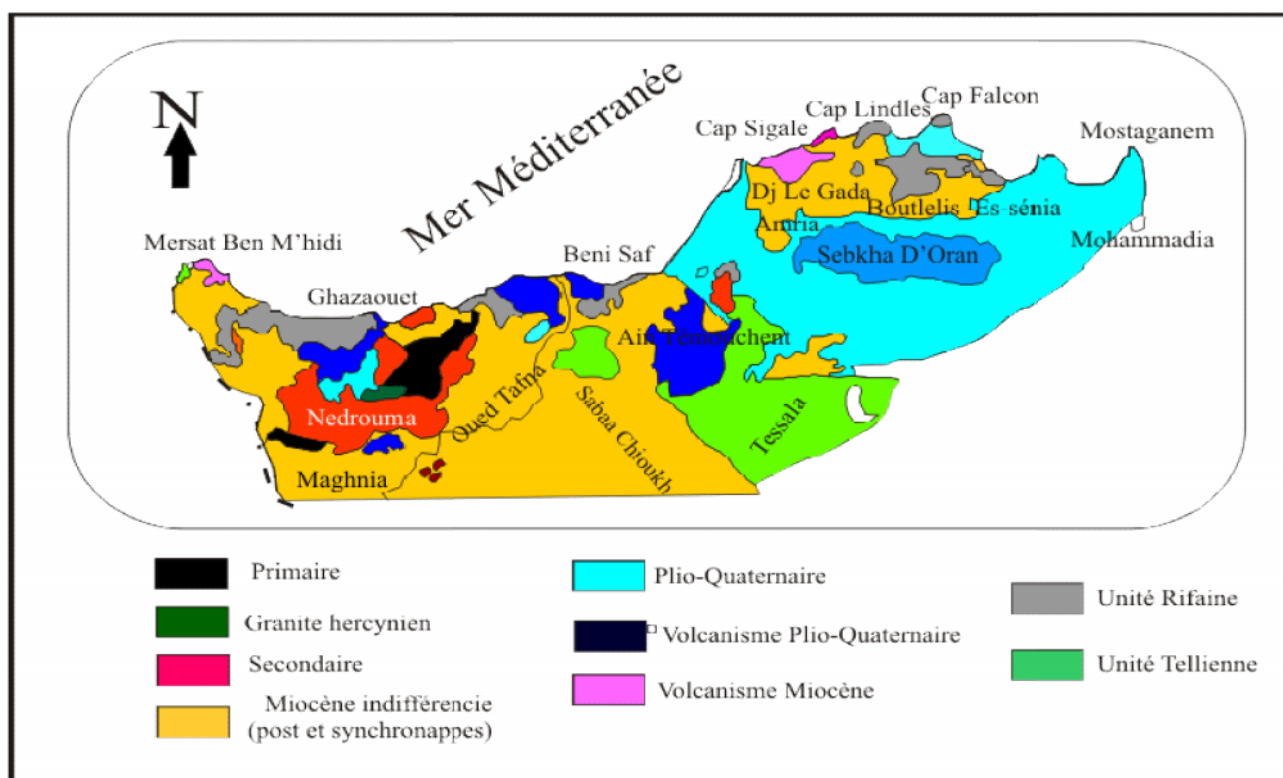 N
Mer Méditerranée
Cap Sigale
Cap Lindles
Cap Falcon
Mostaganem
Dj Le Gada
Boutlelis
Es-sénia
Amria
Mohammadia
Sebkha D'Oran
Mersat Ben M'hidi
Beni Saf
Ghazaouet
Ain Témouchent
Nedrouma
Oued Tafna
Sabaa Chioukh
Tessala
Maghnia
Primaire
Granite hercynien
Secondaire
Miocène indifférencie
(post et synchronappes)
Plio-Quaternaire
Volcanisme Plio-Quaternaire
Volcanisme Miocène
Unité Rifaine
Unité Tellienne